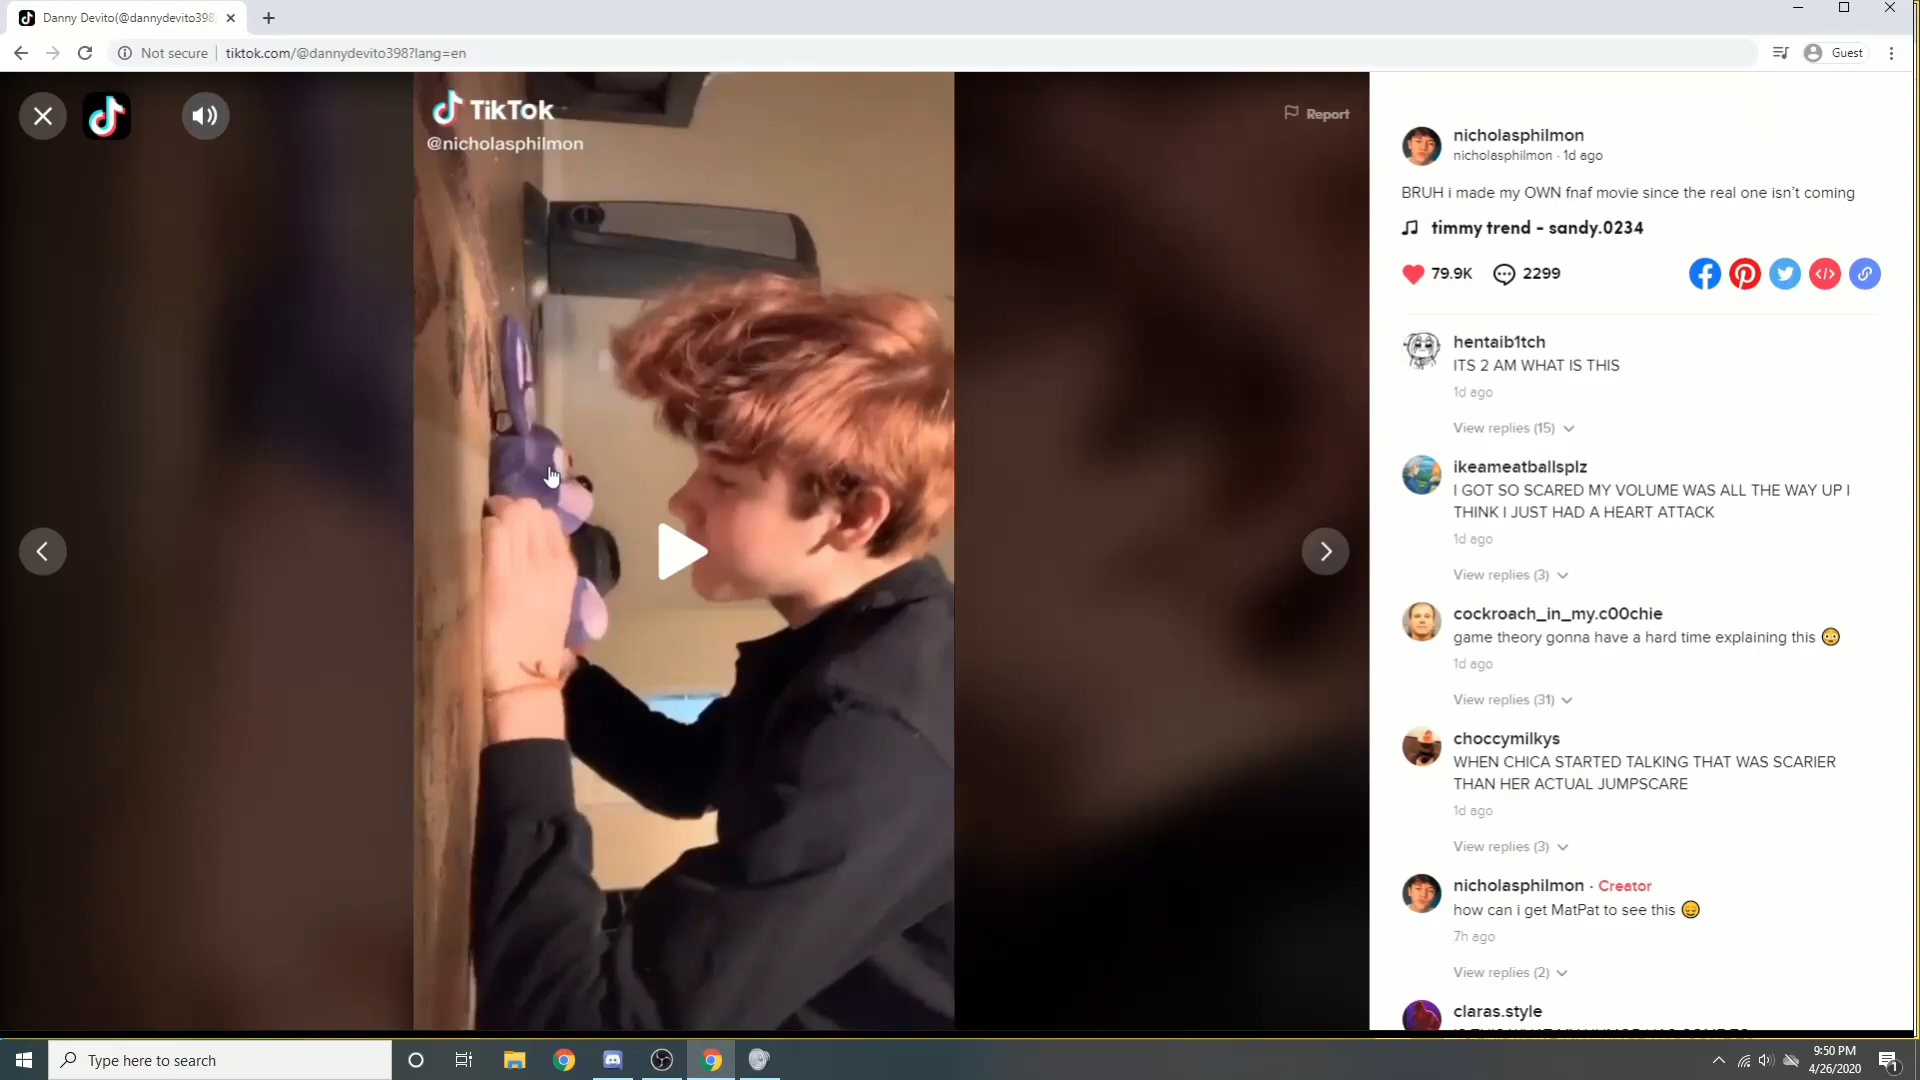 Danny Devito(@dannydevito398
Not secure
tiktok.com/@dannydevito398?lang=en
Guest
TikTok
@nicholasphilmon
Report
nicholasphilmon
nicholasphilmon · 1d ago
BRUH i made my OWN fnaf movie since the real one isn't coming
timmy trend - sandy.0234
79.9K
2299
hentaib1tch
ITS 2 AM WHAT IS THIS
1d ago
View replies (15)
ikeameatballsplz
I GOT SO SCARED MY VOLUME WAS ALL THE WAY UP I
THINK I JUST HAD A HEART ATTACK
1d ago
View replies (3)
cockroach_in_my.c00chie
game theory gonna have a hard time explaining this 😳
1d ago
View replies (31)
choccymilkys
WHEN CHICA STARTED TALKING THAT WAS SCARIER
THAN HER ACTUAL JUMPSCARE
1d ago
View replies (3)
nicholasphilmon · Creator
how can i get MatPat to see this 😔
7h ago
View replies (2)
claras.style
Type here to search
9:50 PM
4/26/2020
1